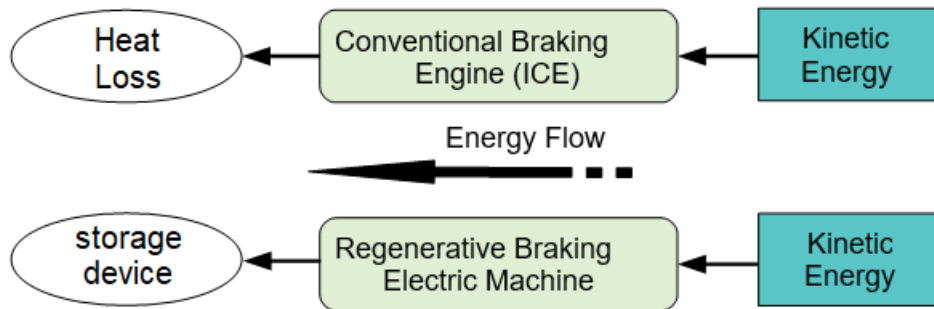 Heat
Loss
Conventional Braking
Engine (ICE)
Kinetic
Energy
Energy Flow
storage
device
Regenerative Braking
Electric Machine
Kinetic
Energy